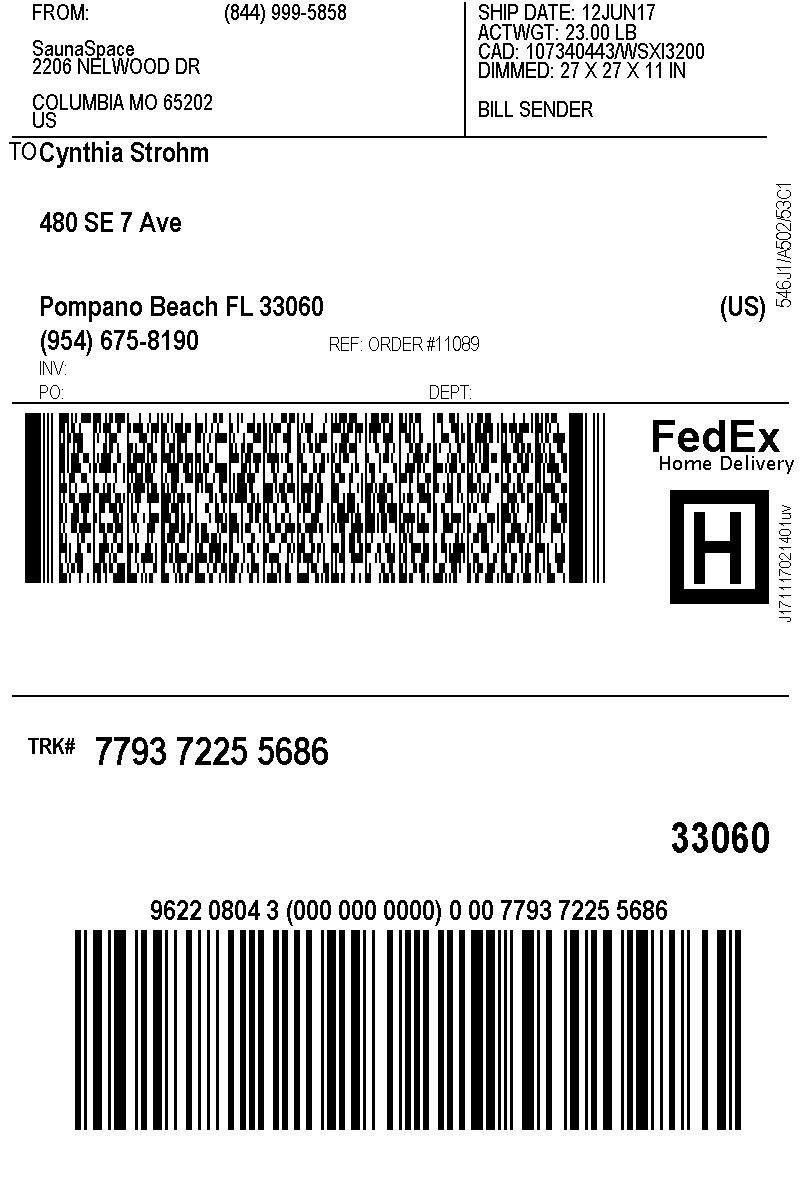 FROM: (844) 999-5858
SaunaSpace
2206 NELWOOD DR
COLUMBIA MO 65202
US
SHIP DATE: 12JUN17
ACTWGT: 23.00 LB
CAD: 107340443/WSXI3200
DIMMED: 27 X 27 X 11 IN
BILL SENDER
TO Cynthia Strohm
480 SE 7 Ave
Pompano Beach FL 33060 (US)
(954) 675-8190 REF: ORDER #11089
INV:
PO: DEPT:
546J1/A502/53C1
FedEx
Home Delivery
H
J171117021401uv
TRK# 7793 7225 5686
33060
9622 0804 3 (000 000 0000) 0 00 7793 7225 5686